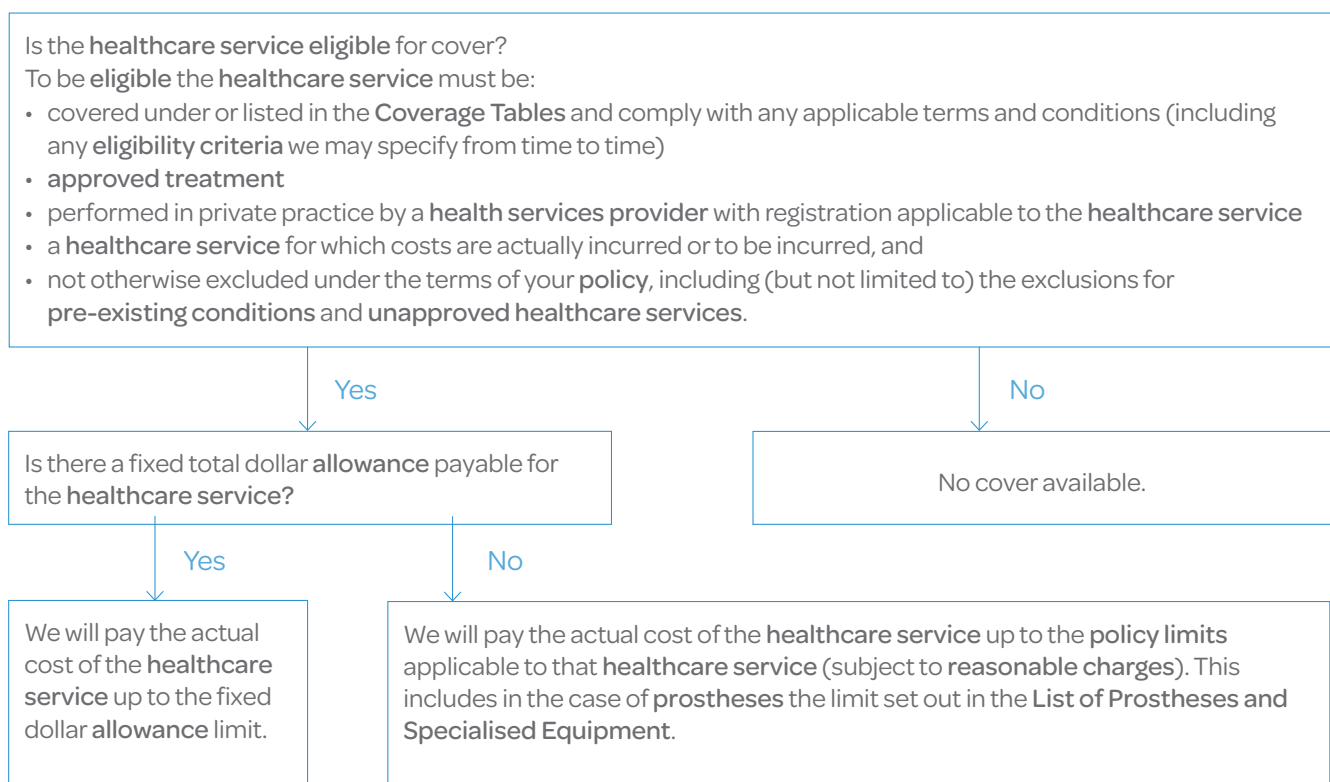 Is the healthcare service eligible for cover?
To be eligible the healthcare service must be:
• covered under or listed in the Coverage Tables and comply with any applicable terms and conditions (including
any eligibility criteria we may specify from time to time)
• approved treatment
• performed in private practice by a health services provider with registration applicable to the healthcare service
• a healthcare service for which costs are actually incurred or to be incurred, and
• not otherwise excluded under the terms of your policy, including (but not limited to) the exclusions for
pre-existing conditions and unapproved healthcare services.
Yes
No
Is there a fixed total dollar allowance payable for
the healthcare service?
No cover available.
Yes
No
We will pay the actual
cost of the healthcare
service up to the fixed
dollar allowance limit.
We will pay the actual cost of the healthcare service up to the policy limits
applicable to that healthcare service (subject to reasonable charges). This
includes in the case of prostheses the limit set out in the List of Prostheses and
Specialised Equipment.